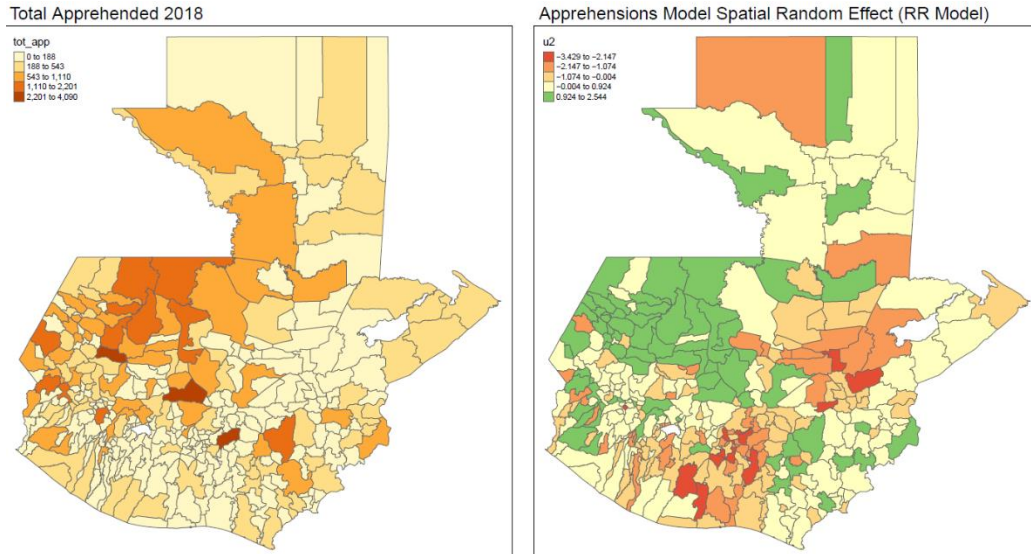 Total Apprehended 2018
tot_app
0 to 188
188 to 543
543 to 1,110
1,110 to 2,201
2,201 to 4,090
Apprehensions Model Spatial Random Effect (RR Model)
u2
−3.429 to −2.147
−2.147 to −1.074
−1.074 to −0.004
−0.004 to 0.924
0.924 to 2.544